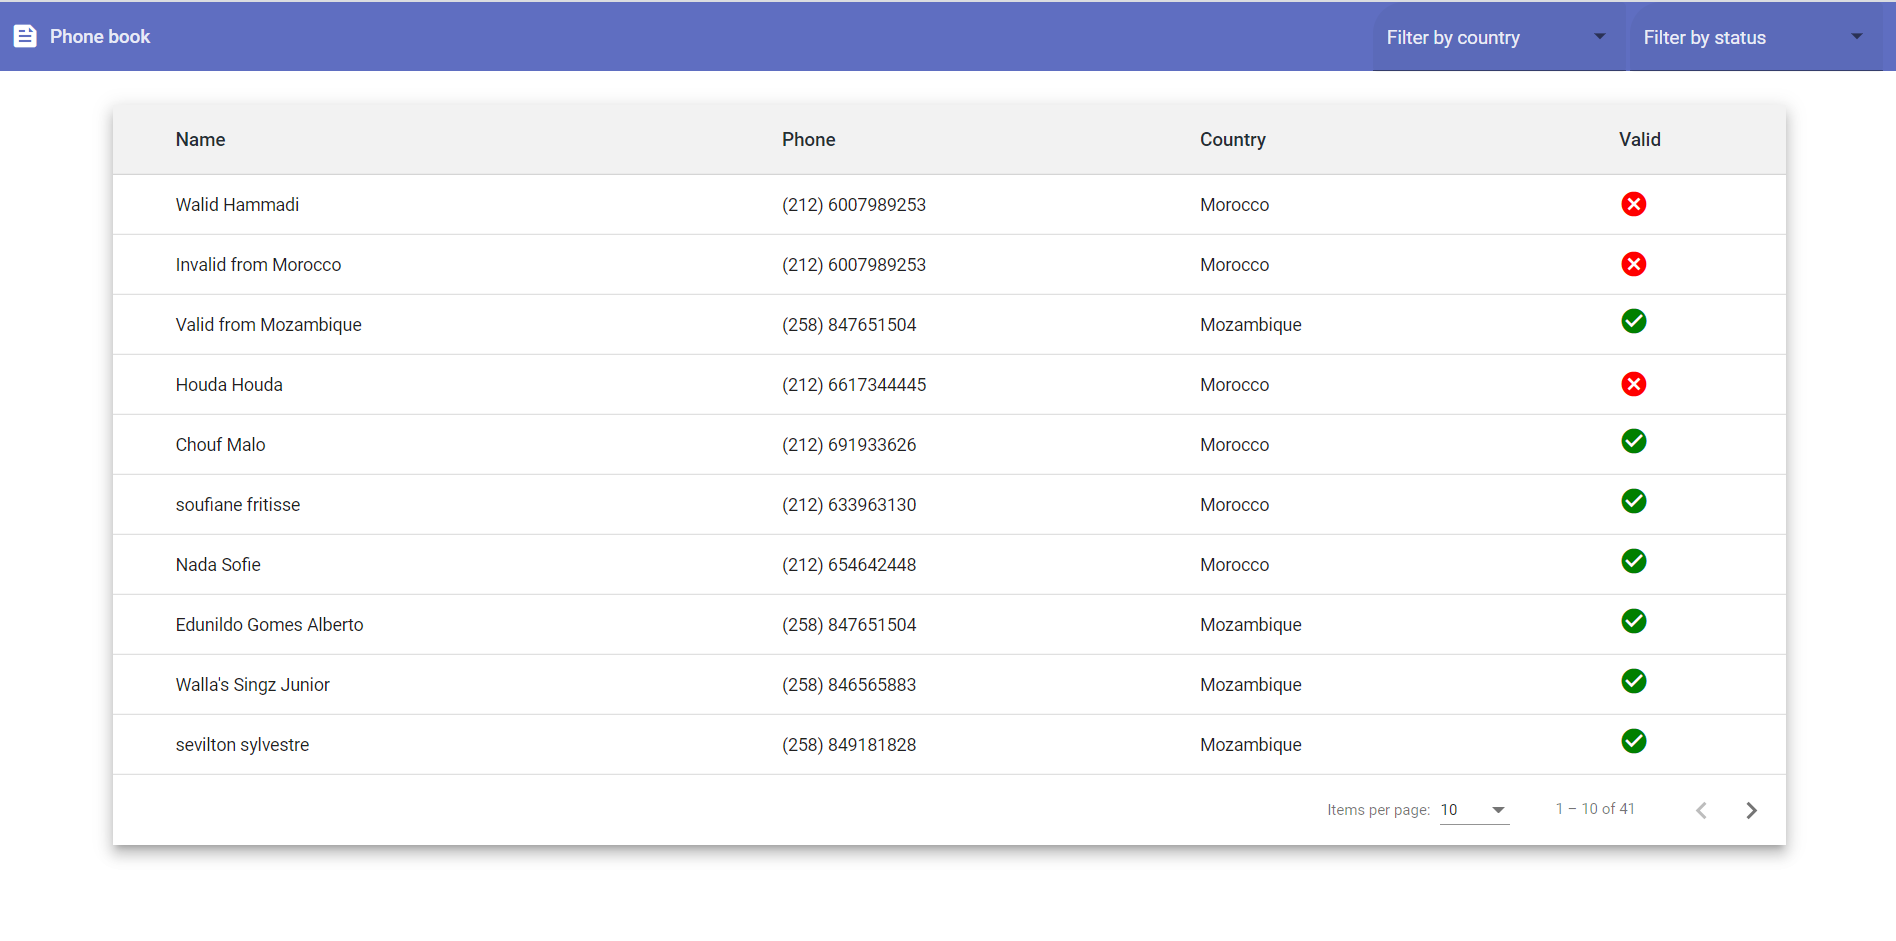 Phone book Filter by country Filter by status
Name Phone Country Valid
Walid Hammadi (212) 6007989253 Morocco
Invalid from Morocco (212) 6007989253 Morocco
Valid from Mozambique (258) 847651504 Mozambique
Houda Houda (212) 6617344445 Morocco
Chouf Malo (212) 691933626 Morocco
soufiane fritisse (212) 633963130 Morocco
Nada Sofie (212) 654642448 Morocco
Edunildo Gomes Alberto (258) 847651504 Mozambique
Walla's Singz Junior (258) 846565883 Mozambique
sevilton sylvestre (258) 849181828 Mozambique
Items per page: 10 1 – 10 of 41